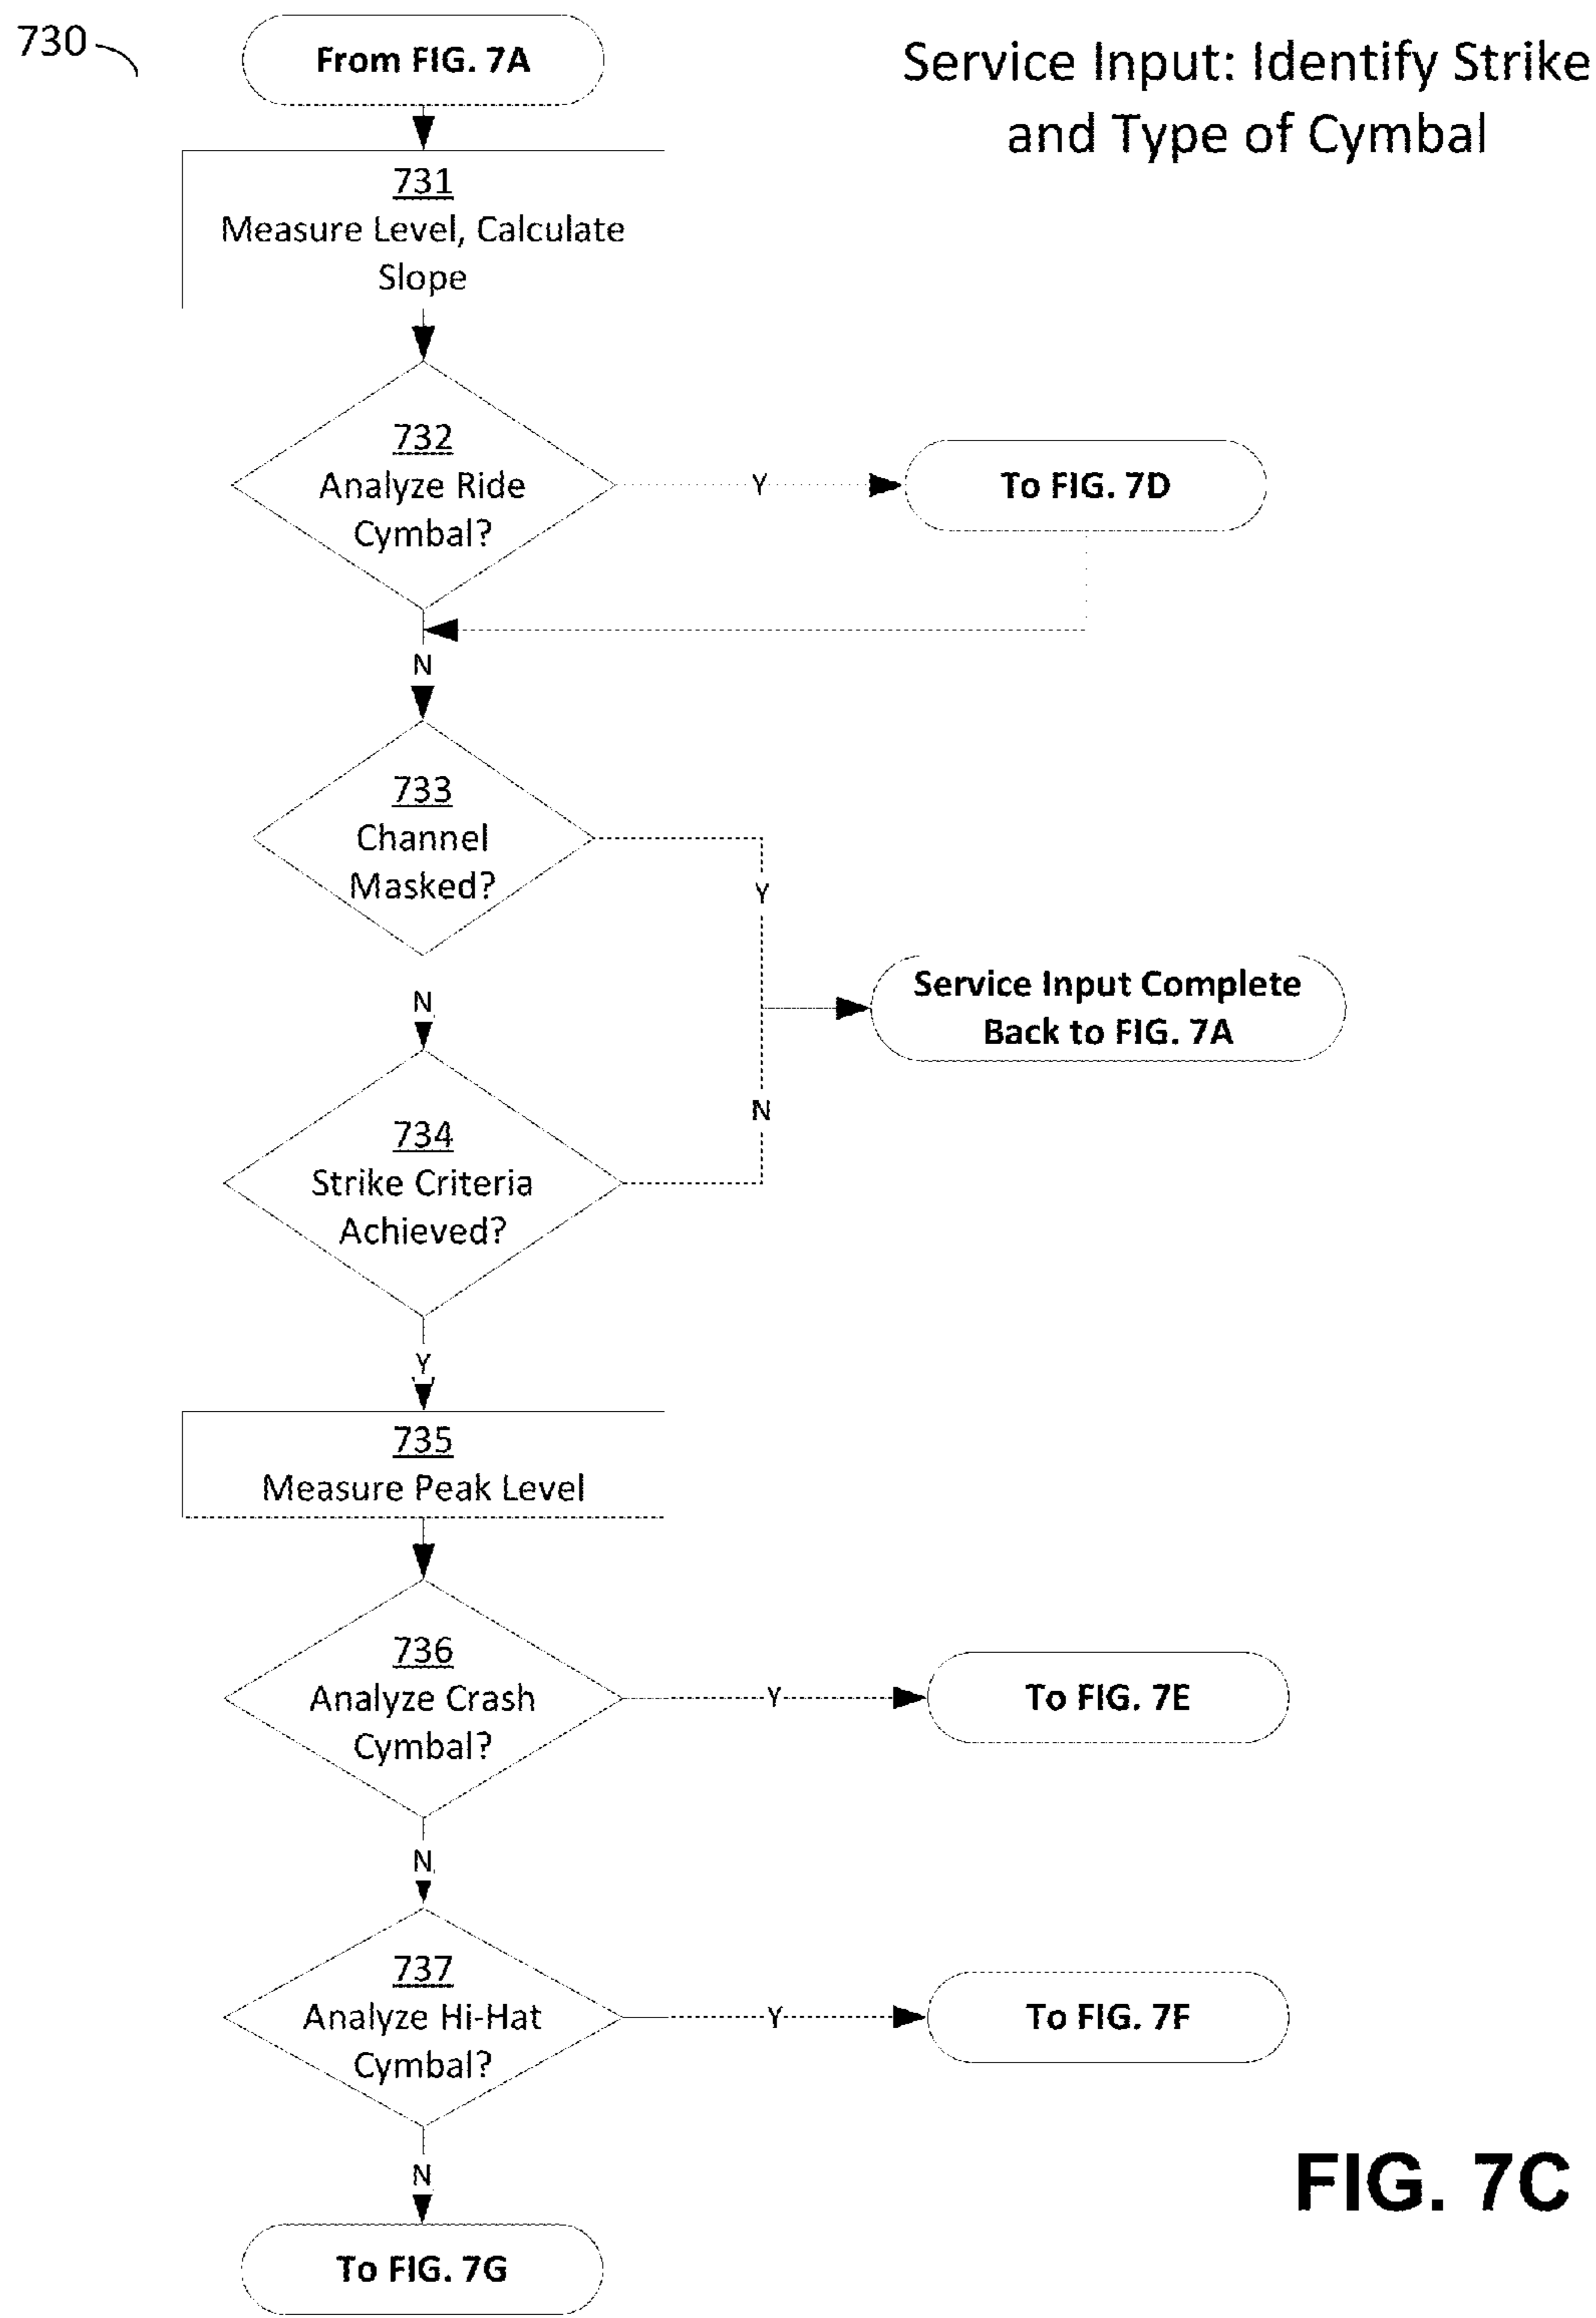 730
From FIG. 7A
Service Input: Identify Strike
and Type of Cymbal
731
Measure Level, Calculate
Slope
732
Analyze Ride
Cymbal?
Y
To FIG. 7D
N
733
Channel
Masked?
Y
Service Input Complete
Back to FIG. 7A
N
N
734
Strike Criteria
Achieved?
Y
735
Measure Peak Level
736
Analyze Crash
Cymbal?
Y
To FIG. 7E
N
737
Analyze Hi-Hat
Cymbal?
Y
To FIG. 7F
N
To FIG. 7G
FIG. 7C